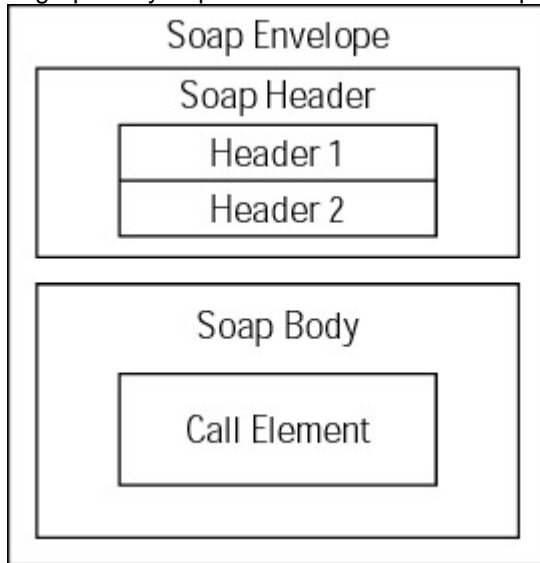 Soap Envelope
Soap Header
Header 1
Header 2
Soap Body
Call Element